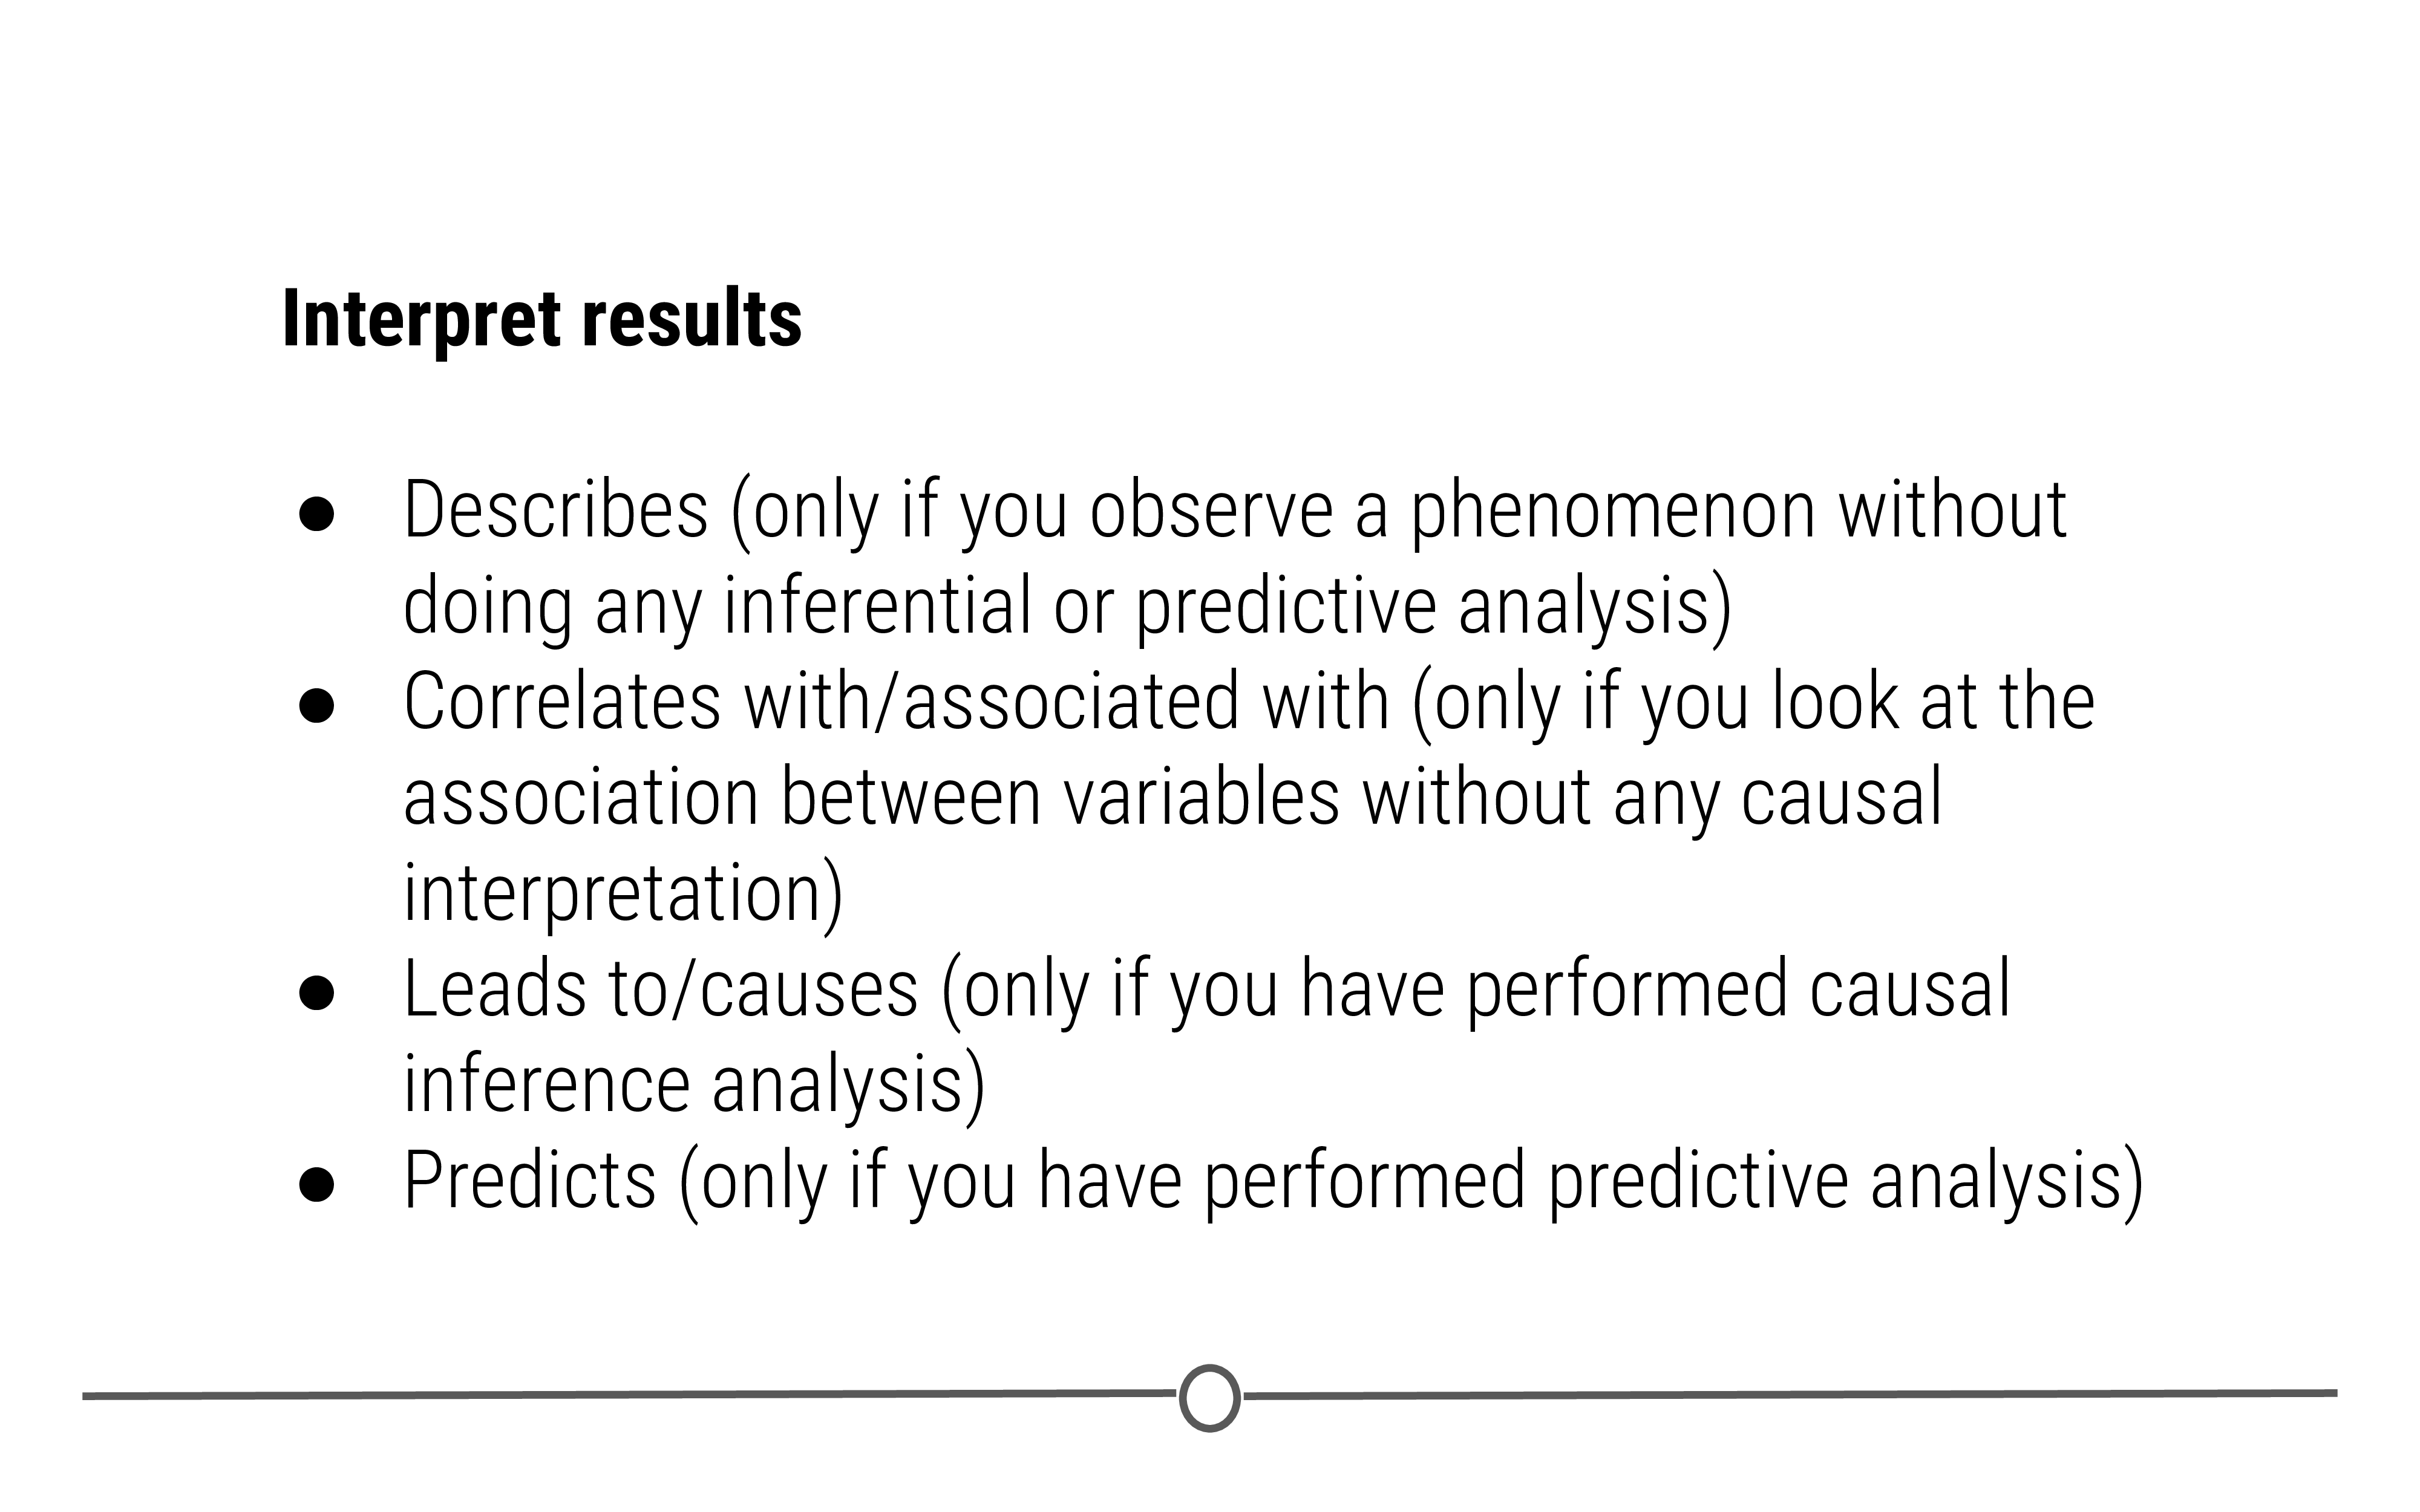 Interpret results
● Describes (only if you observe a phenomenon without
doing any inferential or predictive analysis)
● Correlates with/associated with (only if you look at the
association between variables without any causal
interpretation)
● Leads to/causes (only if you have performed causal
inference analysis)
● Predicts (only if you have performed predictive analysis)